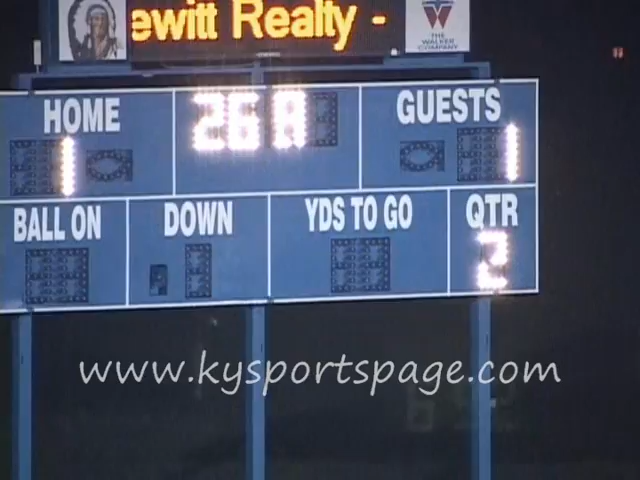 ewitt Realty -
THE
WALKER
COMPANY
HOME
GUESTS
1
1
BALL ON
DOWN
YDS TO GO
QTR
2
www.kysportspage.com